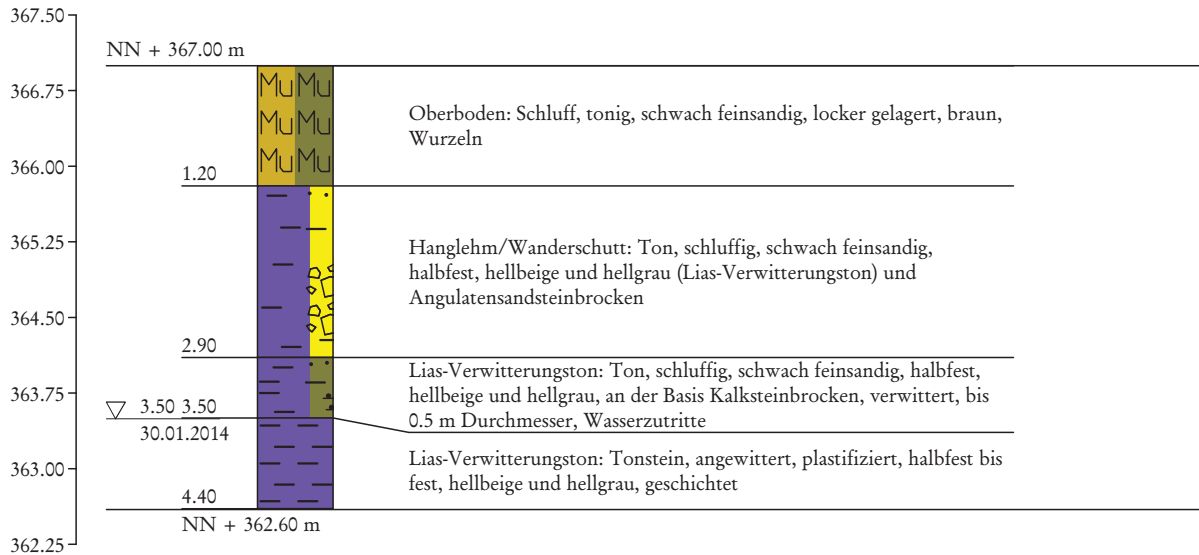 367.50
NN + 367.00 m
366.75
Mu Mu
Oberboden: Schluff, tonig, schwach feinsandig, locker gelagert, braun,
Wurzeln
Mu Mu
366.00
Mu Mu
1.20
365.25
Hanglehm/Wanderschutt: Ton, schluffig, schwach feinsandig,
halbfest, hellbeige und hellgrau (Lias-Verwitterungston) und
Angulatensandsteinbrocken
364.50
2.90
Lias-Verwitterungston: Ton, schluffig, schwach feinsandig, halbfest,
hellbeige und hellgrau, an der Basis Kalksteinbrocken, verwittert, bis
0.5 m Durchmesser, Wasserzutritte
363.75
3.50 3.50
30.01.2014
363.00
Lias-Verwitterungston: Tonstein, angewittert, plastifiziert, halbfest bis
fest, hellbeige und hellgrau, geschichtet
4.40
NN + 362.60 m
362.25